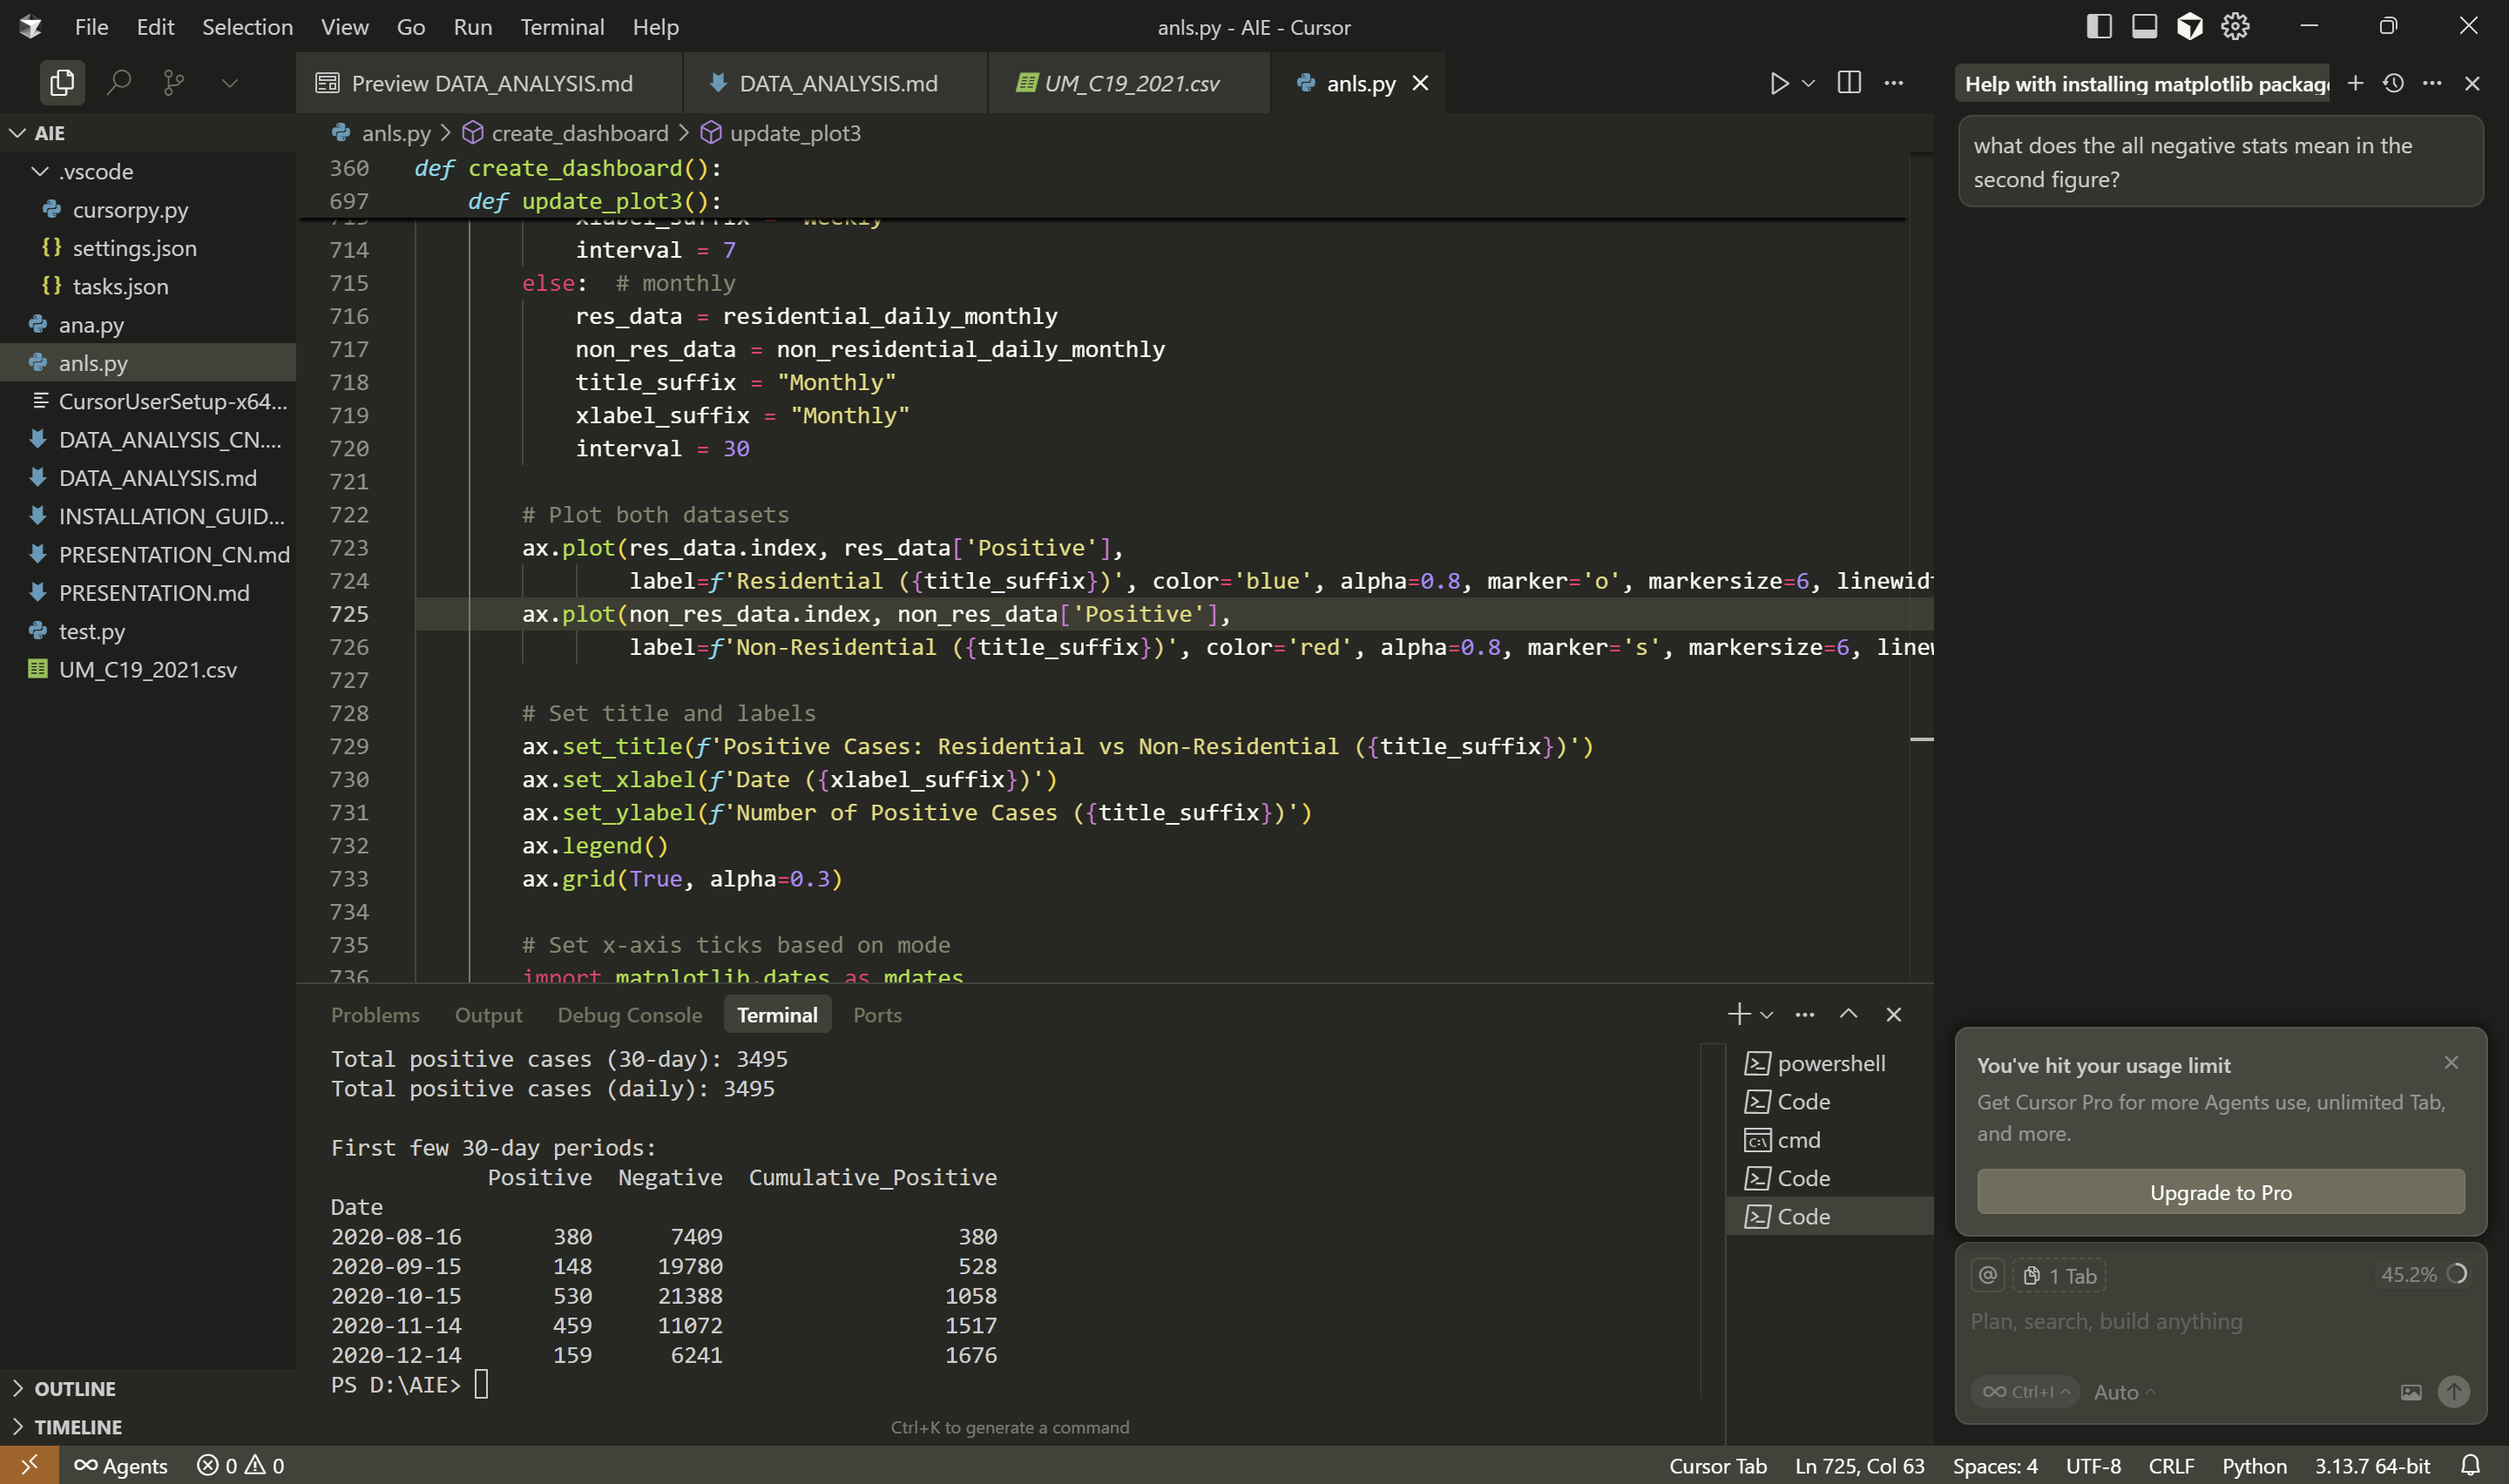 File Edit Selection View Go Run Terminal Help
anls.py - AIE - Cursor
Preview DATA_ANALYSIS.md
DATA_ANALYSIS.md
UM_C19_2021.csv
anls.py
AIE
.vscode
cursorpy.py
settings.json
tasks.json
ana.py
anls.py
CursorUserSetup-x64...
DATA_ANALYSIS_CN....
DATA_ANALYSIS.md
INSTALLATION_GUID...
PRESENTATION_CN.md
PRESENTATION.md
test.py
UM_C19_2021.csv
OUTLINE
TIMELINE
anls.py > create_dashboard > update_plot3
360 def create_dashboard():
697 def update_plot3():
713 xlabel_suffix = "Weekly"
714 interval = 7
715 else: # monthly
716 res_data = residential_daily_monthly
717 non_res_data = non_residential_daily_monthly
718 title_suffix = "Monthly"
719 xlabel_suffix = "Monthly"
720 interval = 30
721
722 # Plot both datasets
723 ax.plot(res_data.index, res_data['Positive'],
724 label=f'Residential ({title_suffix})', color='blue', alpha=0.8, marker='o', markersize=6, linewidt
725 ax.plot(non_res_data.index, non_res_data['Positive'],
726 label=f'Non-Residential ({title_suffix})', color='red', alpha=0.8, marker='s', markersize=6, linew
727
728 # Set title and labels
729 ax.set_title(f'Positive Cases: Residential vs Non-Residential ({title_suffix})')
730 ax.set_xlabel(f'Date ({xlabel_suffix})')
731 ax.set_ylabel(f'Number of Positive Cases ({title_suffix})')
732 ax.legend()
733 ax.grid(True, alpha=0.3)
734
735 # Set x-axis ticks based on mode
736 import matplotlib.dates as mdates
Problems Output Debug Console Terminal Ports
Total positive cases (30-day): 3495
Total positive cases (daily): 3495
First few 30-day periods:
Positive Negative Cumulative_Positive
Date
2020-08-16 380 7409 380
2020-09-15 148 19780 528
2020-10-15 530 21388 1058
2020-11-14 459 11072 1517
2020-12-14 159 6241 1676
PS D:\AIE>
Ctrl+K to generate a command
powershell
Code
cmd
Code
Code
Help with installing matplotlib package
what does the all negative stats mean in the
second figure?
You've hit your usage limit
Get Cursor Pro for more Agents use, unlimited Tab,
and more.
Upgrade to Pro
@ 1 Tab 45.2%
Plan, search, build anything
Ctrl+I Auto
Agents 0 0
Cursor Tab Ln 725, Col 63 Spaces: 4 UTF-8 CRLF Python 3.13.7 64-bit